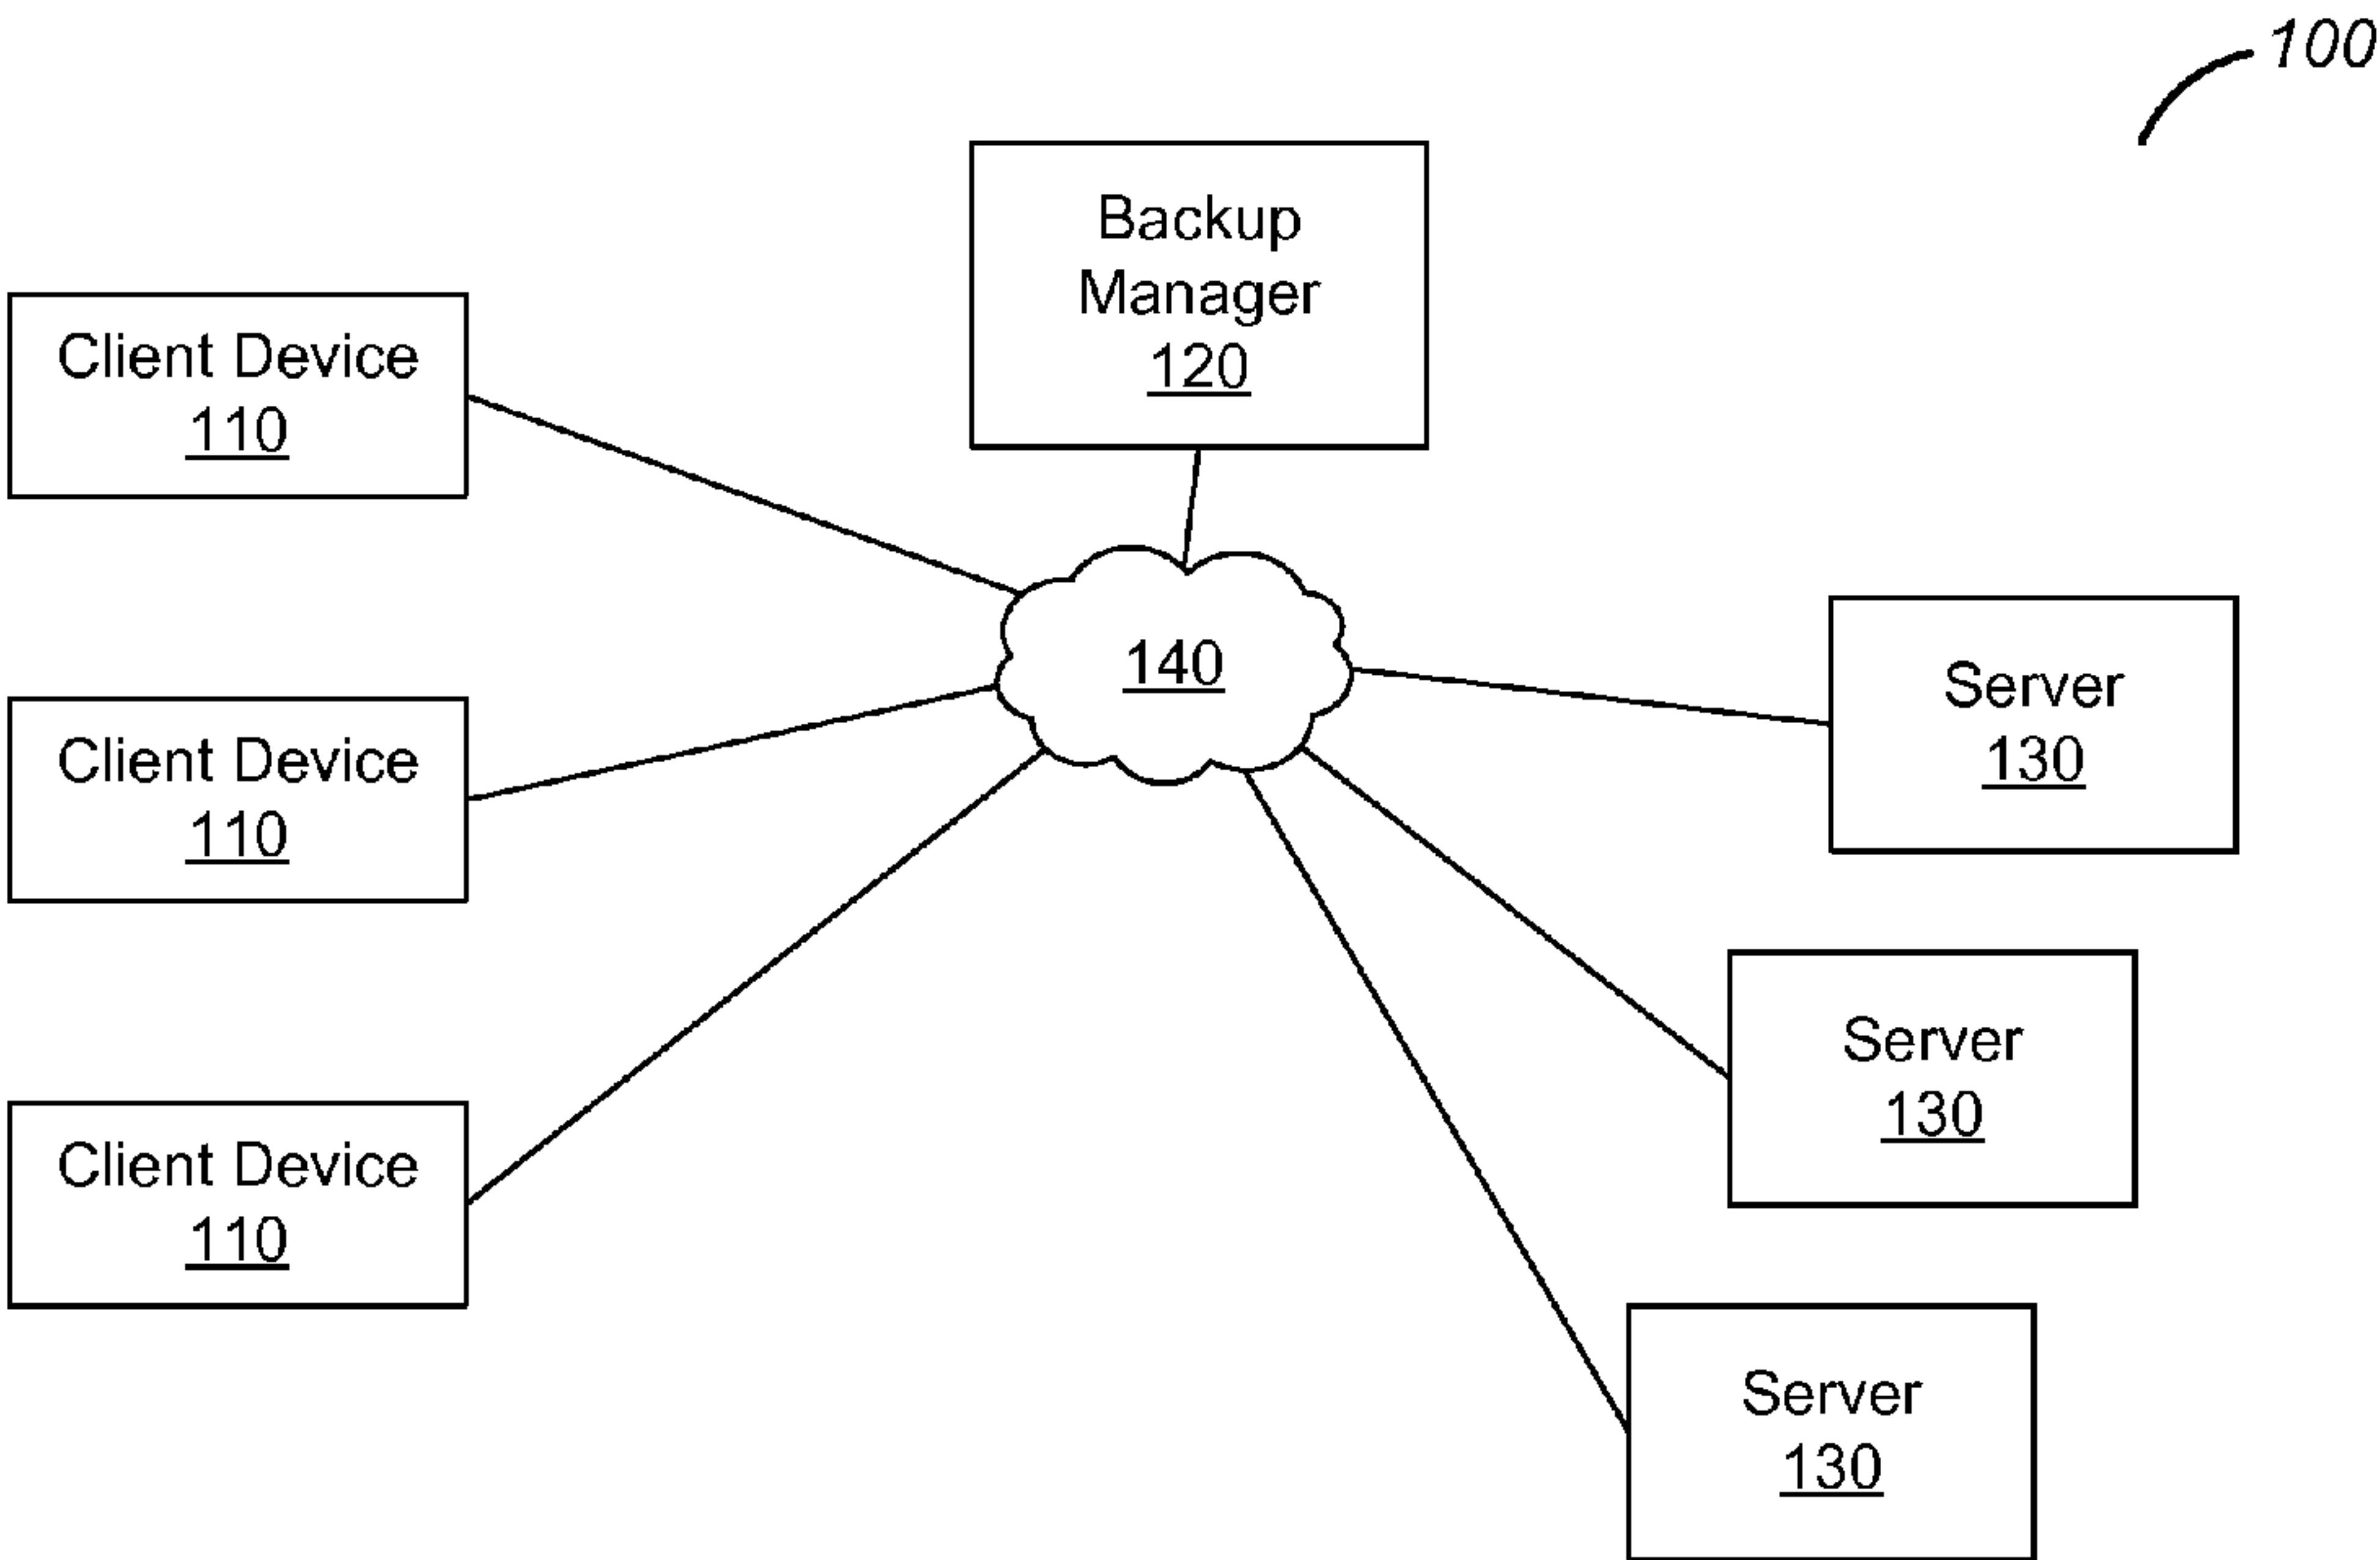 100
Backup
Manager
120
Client Device
110
140
Server
130
Client Device
110
Server
130
Client Device
110
Server
130